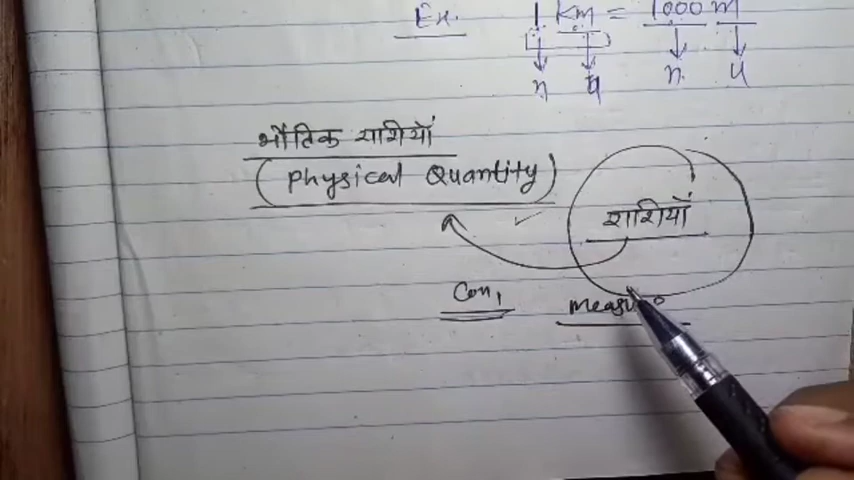 Ex. 1 Km = 1000 m
n u n u
भौतिक राशियाँ
(Physical Quantity)
राशियाँ
Con,